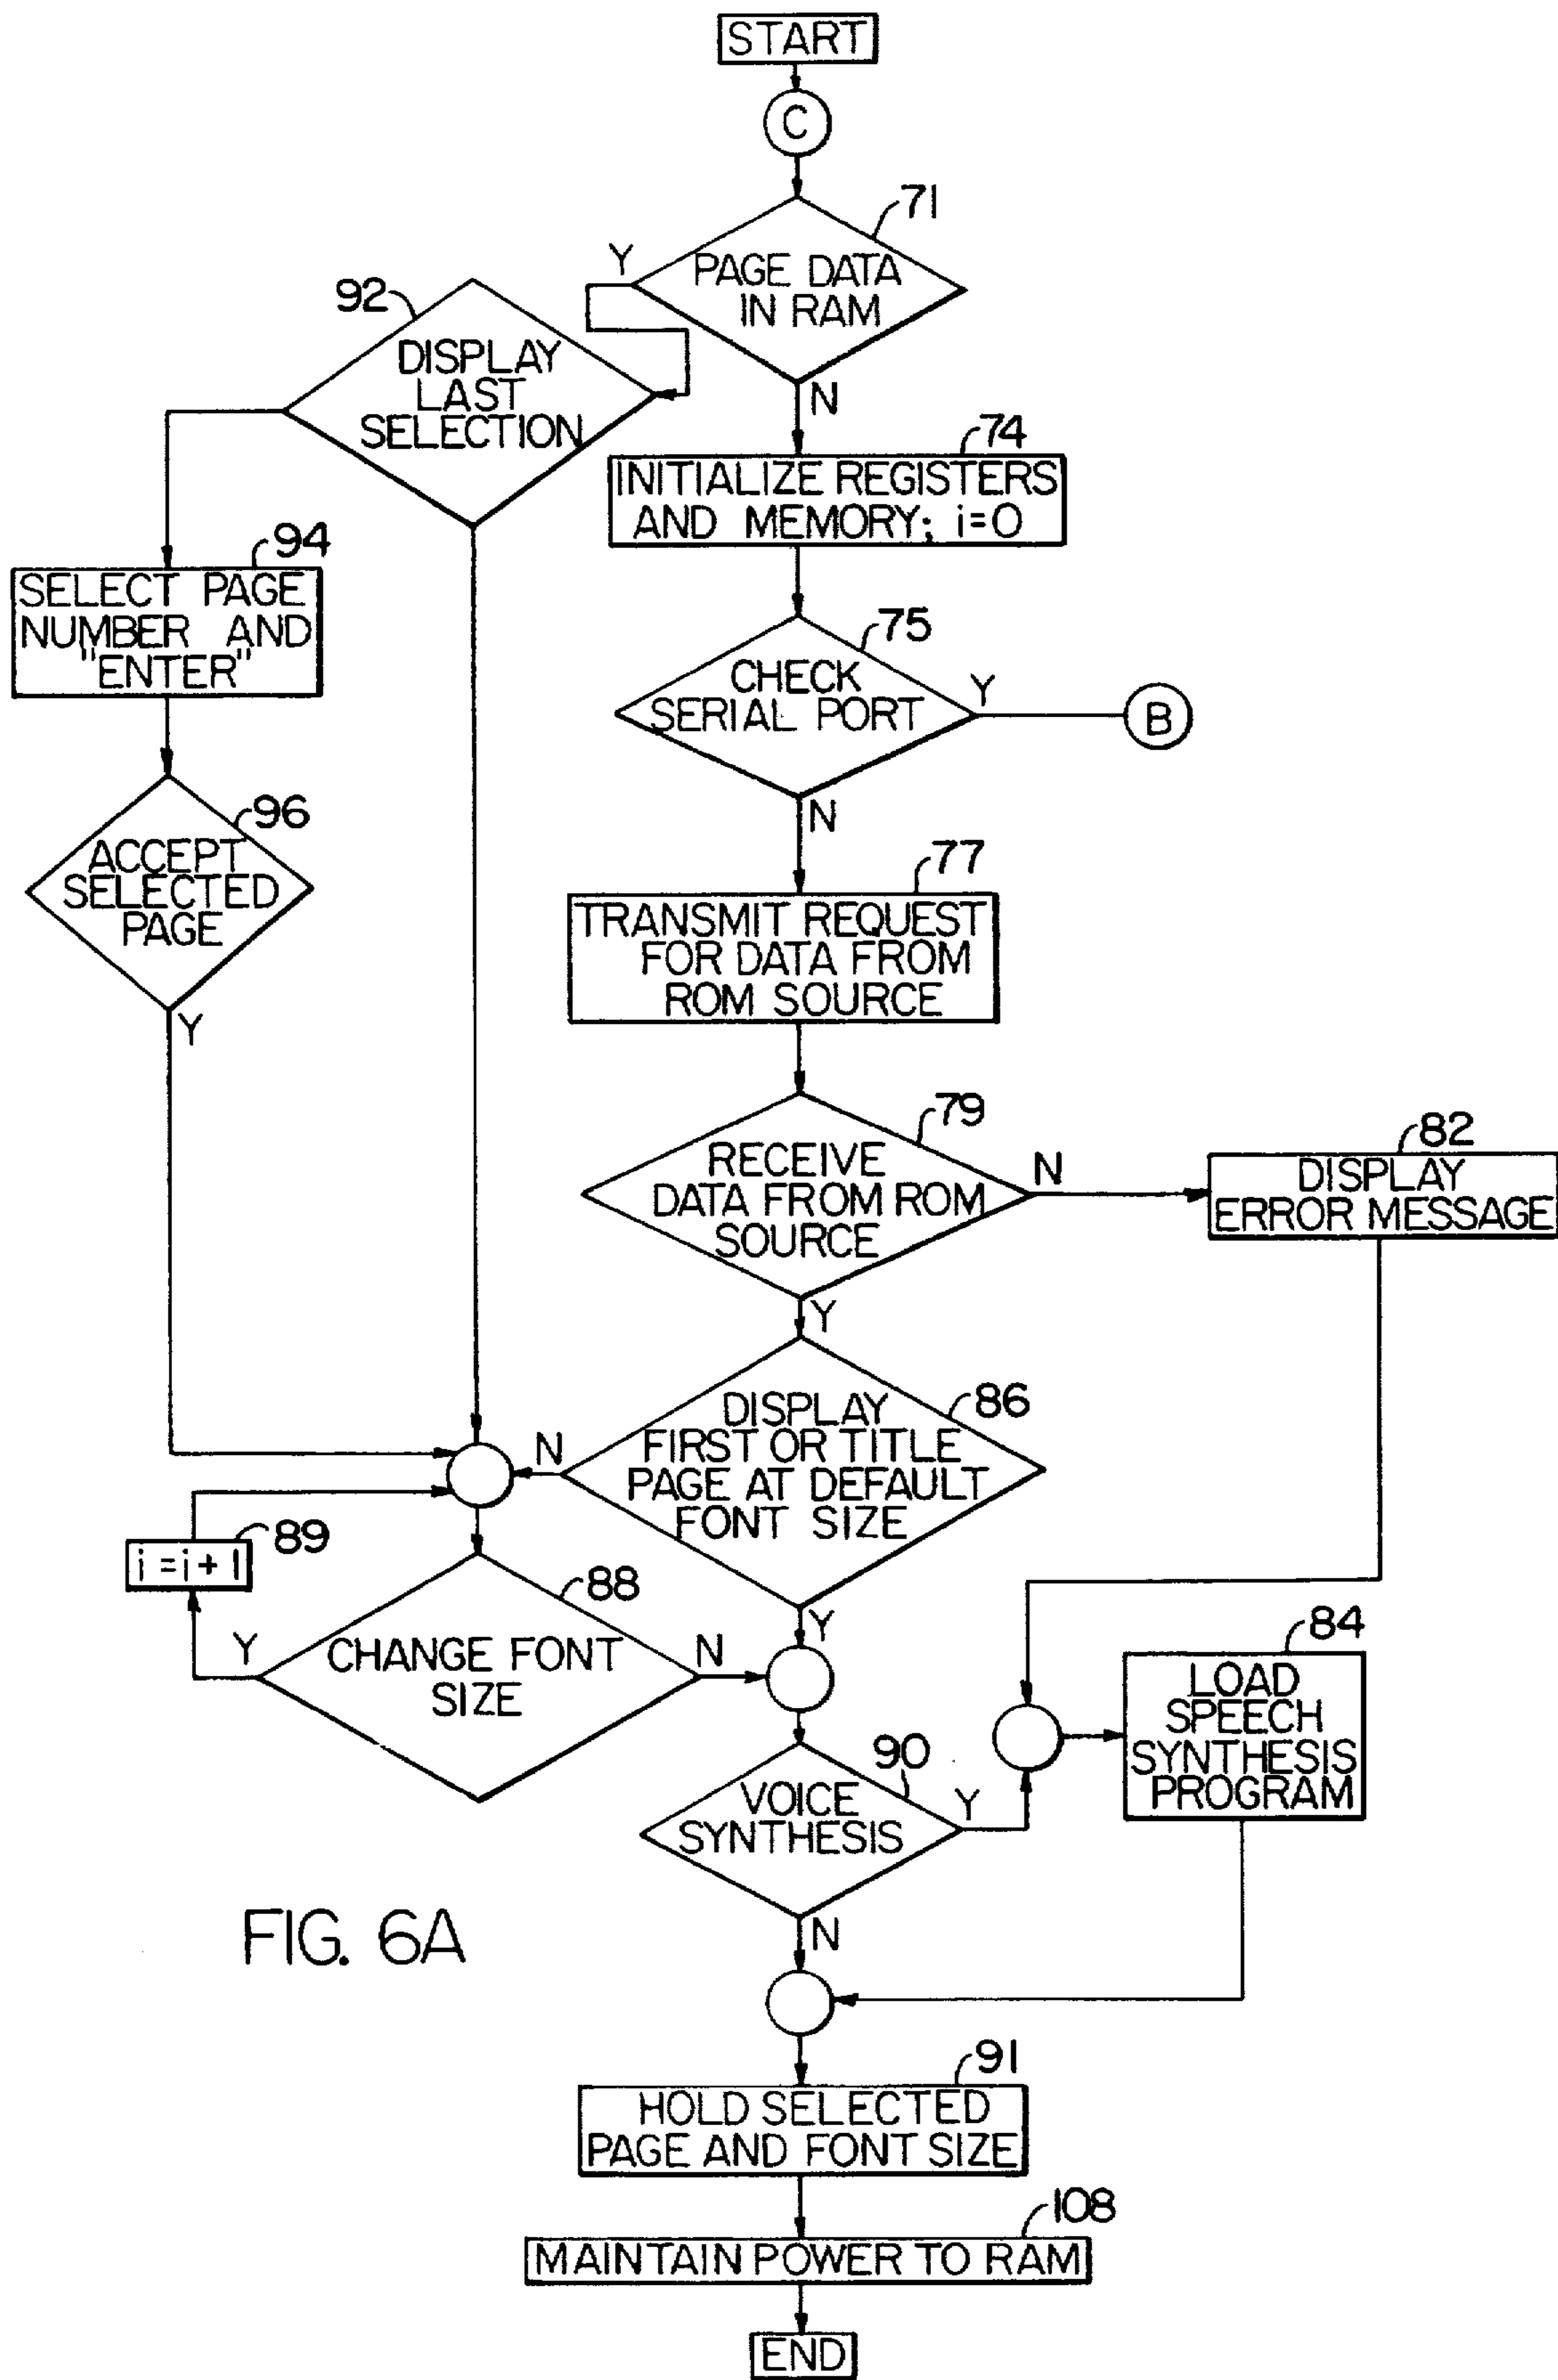 START
C
71
Y
PAGE DATA
IN RAM
92
DISPLAY
LAST
SELECTION
N
74
INITIALIZE REGISTERS
AND MEMORY; i=0
94
SELECT PAGE
NUMBER AND
"ENTER"
75
CHECK
SERIAL PORT
Y
B
N
96
ACCEPT
SELECTED
PAGE
Y
77
TRANSMIT REQUEST
FOR DATA FROM
ROM SOURCE
79
RECEIVE
DATA FROM ROM
SOURCE
N
82
DISPLAY
ERROR MESSAGE
Y
86
DISPLAY
FIRST OR TITLE
PAGE AT DEFAULT
FONT SIZE
N
Y
89
i=i+1
88
Y
CHANGE FONT
SIZE
N
84
LOAD
SPEECH
SYNTHESIS
PROGRAM
90
VOICE
SYNTHESIS
Y
N
FIG. 6A
91
HOLD SELECTED
PAGE AND FONT SIZE
108
MAINTAIN POWER TO RAM
END